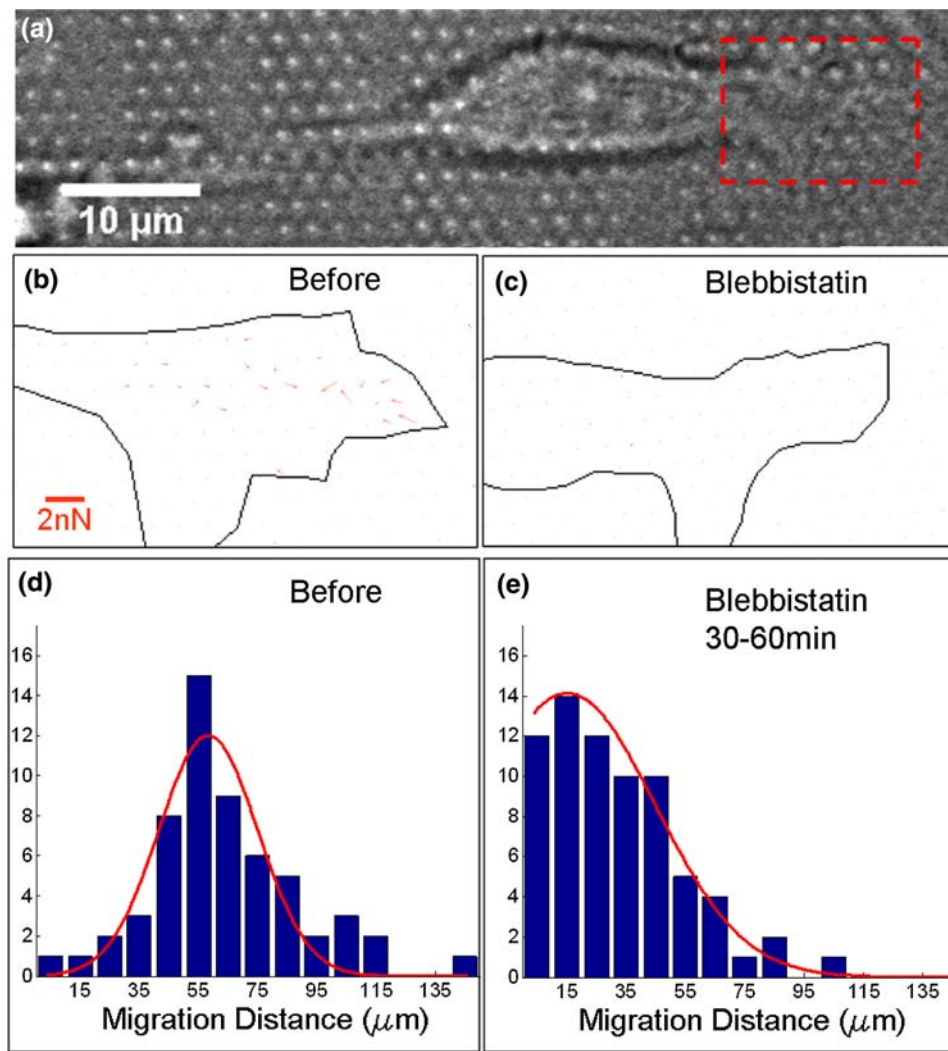 (a)
10 μm
(b)
Before
2nN
(c)
Blebbistatin
(d)
Before
16
14
12
10
8
6
4
2
0
15 35 55 75 95 115 135
Migration Distance (μm)
(e)
Blebbistatin
30-60min
16
14
12
10
8
6
4
2
0
15 35 55 75 95 115 135
Migration Distance (μm)